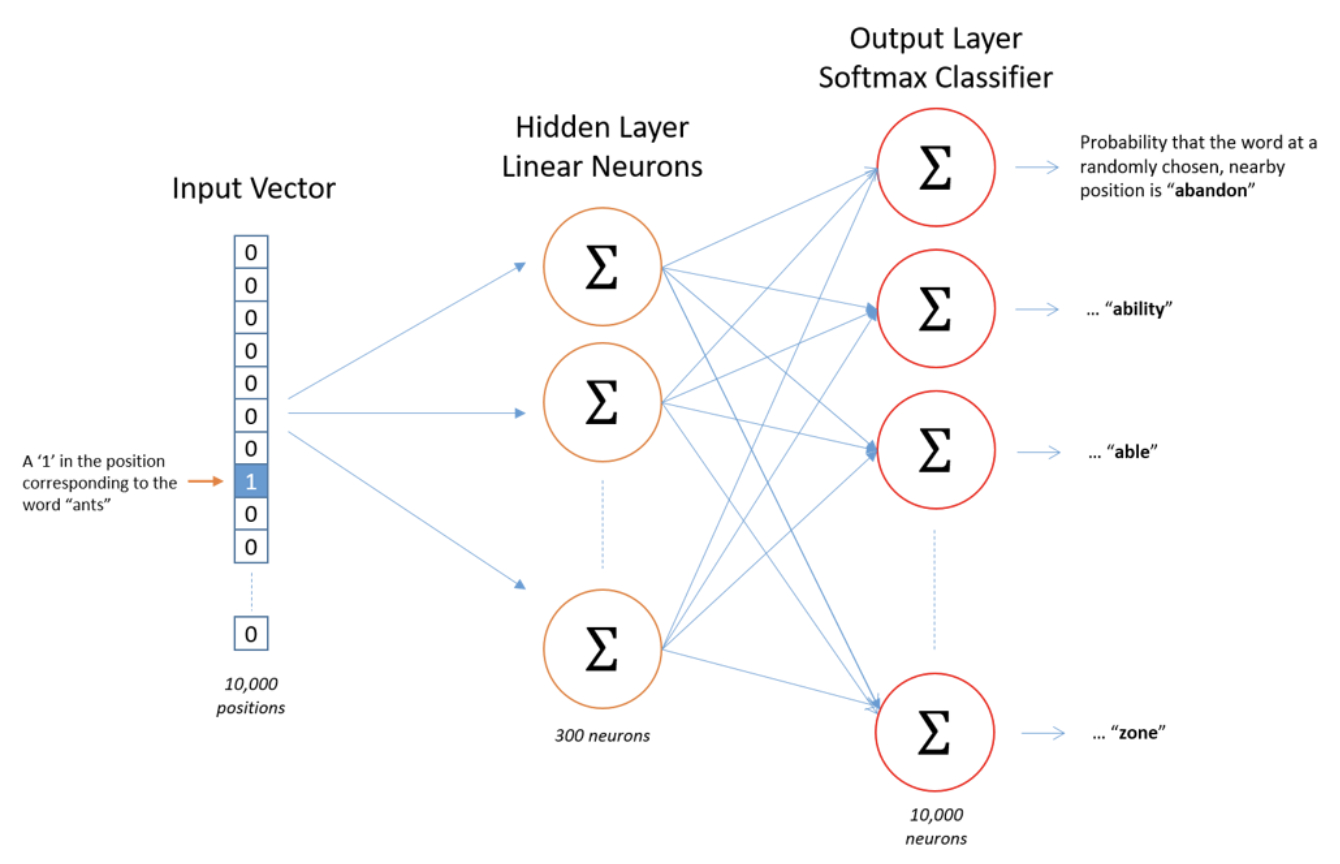 Output Layer
Softmax Classifier
Hidden Layer
Linear Neurons
Input Vector
0
0
0
0
0
0
0
1
0
0
0
A ‘1’ in the position
corresponding to the
word “ants”
10,000
positions
Σ
Σ
Σ
300 neurons
Σ
Σ
Σ
Σ
10,000
neurons
Probability that the word at a
randomly chosen, nearby
position is “abandon”
... “ability”
... “able”
... “zone”